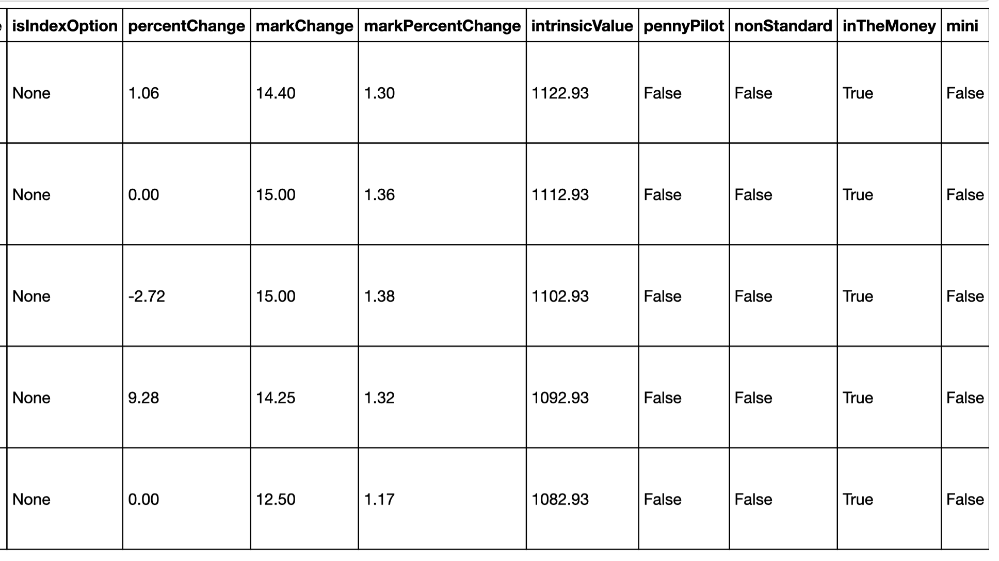 e isIndexOption percentChange markChange markPercentChange intrinsicValue pennyPilot nonStandard inTheMoney mini
None 1.06 14.40 1.30 1122.93 False False True False
None 0.00 15.00 1.36 1112.93 False False True False
None -2.72 15.00 1.38 1102.93 False False True False
None 9.28 14.25 1.32 1092.93 False False True False
None 0.00 12.50 1.17 1082.93 False False True False